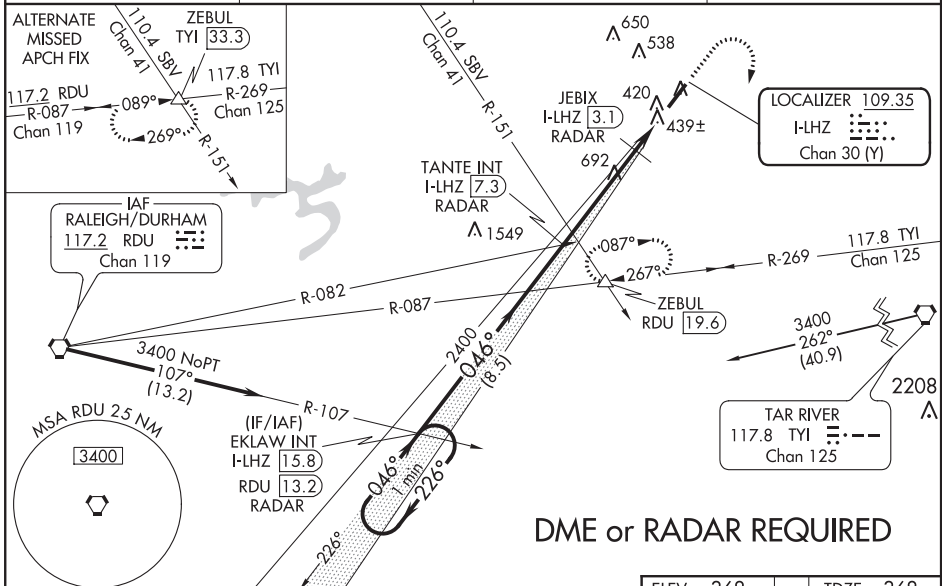 ALTERNATE
MISSED
APCH FIX
110.4 SBV
Chan 41
ZEBUL
TYI 33.3
117.2 RDU
R-087
Chan 119
089°
269°
117.8 TYI
R-269
Chan 125
R-151
110.4 SBV
Chan 41
R-151
650
538
420
439±
692
JEBIX
I-LHZ 3.1
RADAR
LOCALIZER 109.35
I-LHZ
Chan 30 (Y)
TANTE INT
I-LHZ 7.3
RADAR
1549
IAF
RALEIGH/DURHAM
117.2 RDU
Chan 119
R-082
R-087
087°
267°
R-269
117.8 TYI
Chan 125
ZEBUL
RDU 19.6
3400 NoPT
107°
(13.2)
R-107
2400
046°
(8.5)
3400
262°
(40.9)
2208
TAR RIVER
117.8 TYI
Chan 125
MSA RDU 25 NM
3400
(IF/IAF)
EKLAW INT
I-LHZ 15.8
RDU 13.2
RADAR
046°
1 min
226°
226°
DME or RADAR REQUIRED